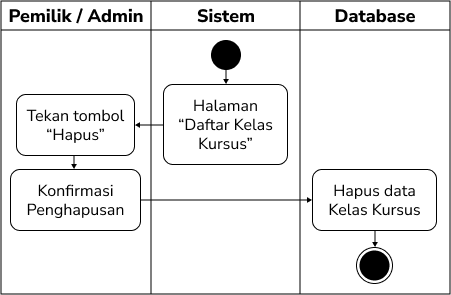 Pemilik / Admin
Sistem
Database
Halaman
“Daftar Kelas
Kursus”
Tekan tombol
“Hapus”
Konfirmasi
Penghapusan
Hapus data
Kelas Kursus